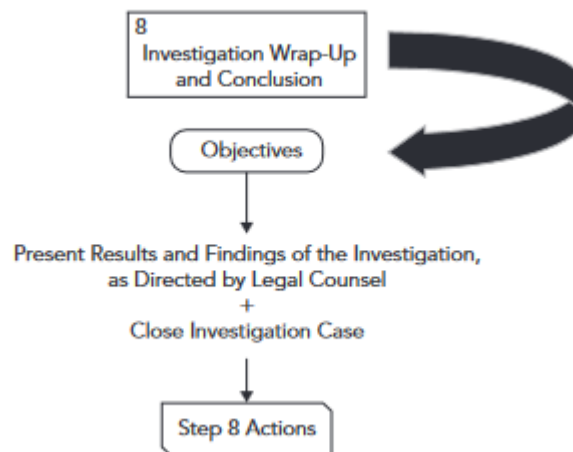 8
Investigation Wrap-Up
and Conclusion
Objectives
Present Results and Findings of the Investigation,
as Directed by Legal Counsel
+
Close Investigation Case
Step 8 Actions